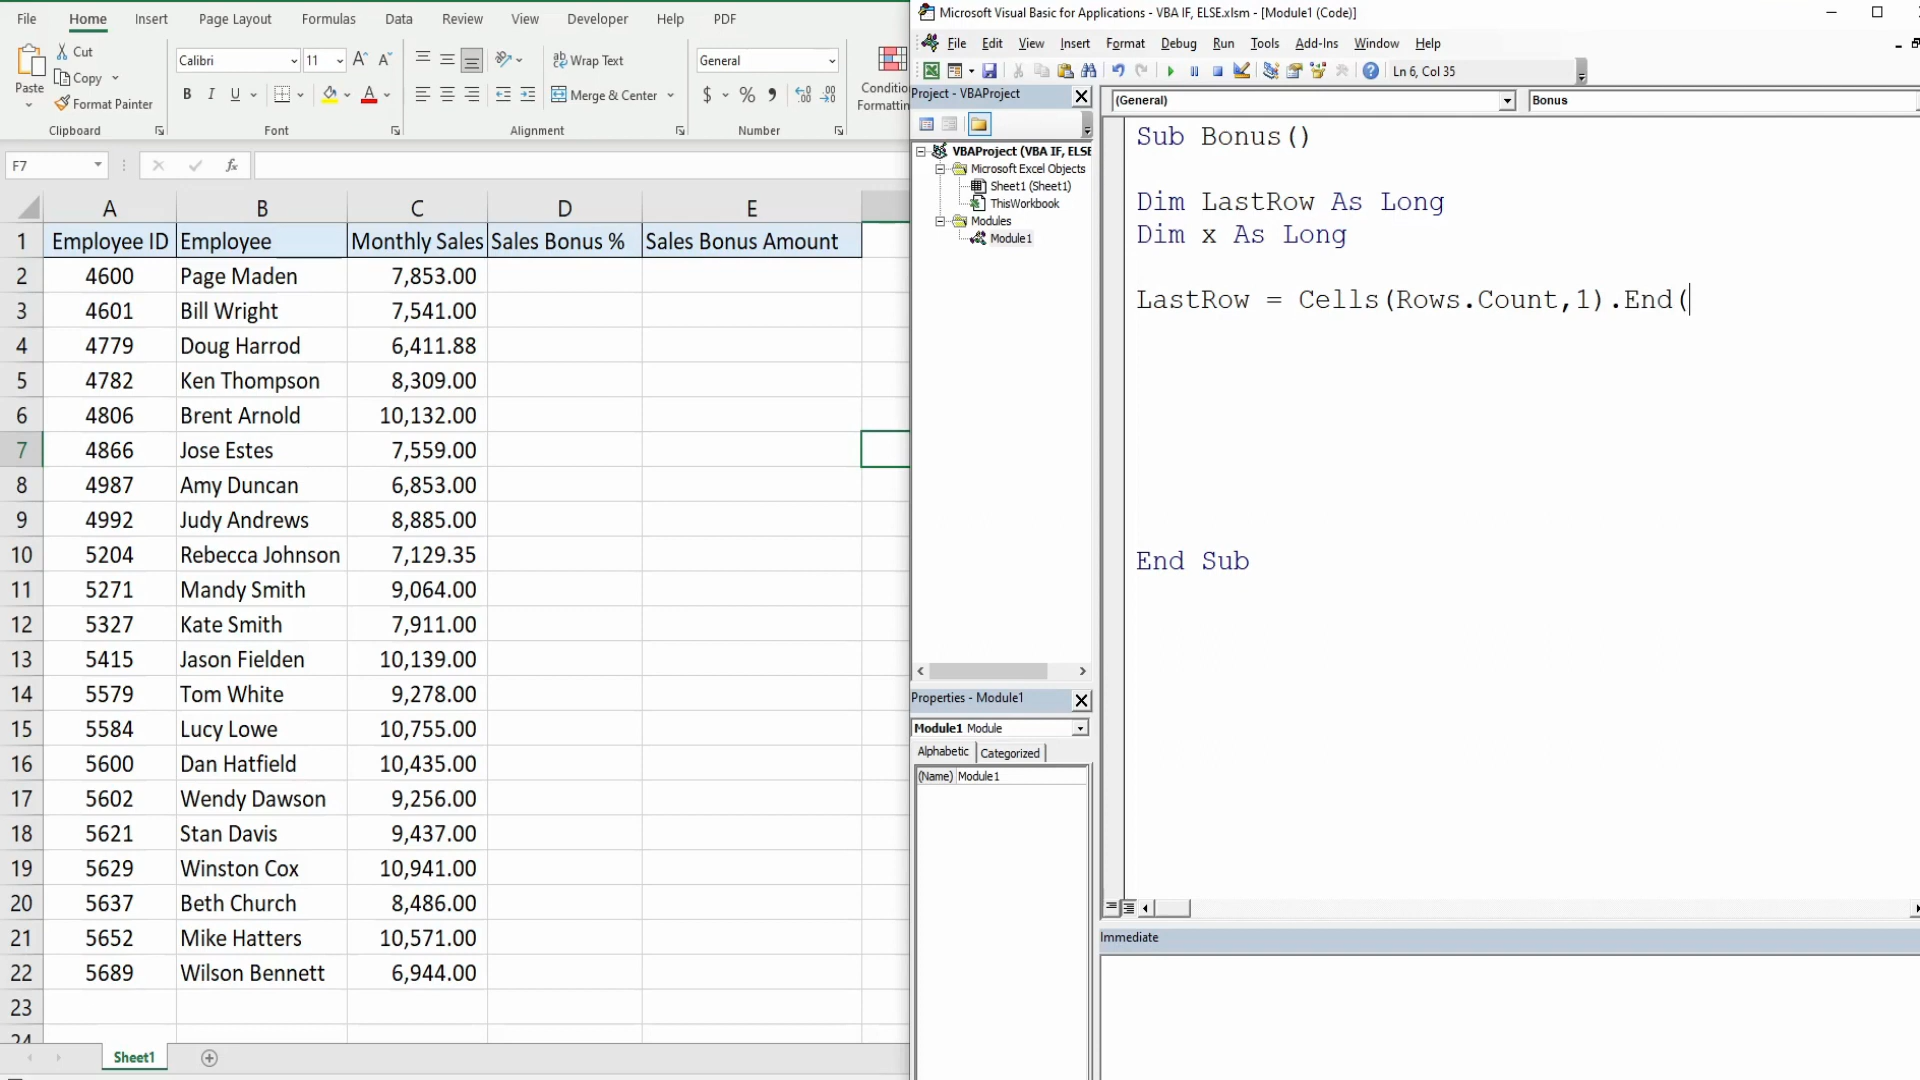 File Home Insert Page Layout Formulas Data Review View Developer Help PDF
Paste
Cut
Copy
Format Painter
Clipboard
Calibri 11
B I U
Font
Wrap Text
Merge & Center
Alignment
General
$ % ,
Number
Conditio
Formatting
F7
fx
A B C D E
1 Employee ID Employee Monthly Sales Sales Bonus % Sales Bonus Amount
2 4600 Page Maden 7,853.00
3 4601 Bill Wright 7,541.00
4 4779 Doug Harrod 6,411.88
5 4782 Ken Thompson 8,309.00
6 4806 Brent Arnold 10,132.00
7 4866 Jose Estes 7,559.00
8 4987 Amy Duncan 6,853.00
9 4992 Judy Andrews 8,885.00
10 5204 Rebecca Johnson 7,129.35
11 5271 Mandy Smith 9,064.00
12 5327 Kate Smith 7,911.00
13 5415 Jason Fielden 10,139.00
14 5579 Tom White 9,278.00
15 5584 Lucy Lowe 10,755.00
16 5600 Dan Hatfield 10,435.00
17 5602 Wendy Dawson 9,256.00
18 5621 Stan Davis 9,437.00
19 5629 Winston Cox 10,941.00
20 5637 Beth Church 8,486.00
21 5652 Mike Hatters 10,571.00
22 5689 Wilson Bennett 6,944.00
23
24
Sheet1
Microsoft Visual Basic for Applications - VBA IF, ELSE.xlsm - [Module1 (Code)]
File Edit View Insert Format Debug Run Tools Add-Ins Window Help
Ln 6, Col 35
Project - VBAProject
VBAProject (VBA IF, ELSE
Microsoft Excel Objects
Sheet1 (Sheet1)
ThisWorkbook
Modules
Module1
Properties - Module1
Module1 Module
Alphabetic Categorized
(Name) Module1
(General) Bonus
Sub Bonus()
Dim LastRow As Long
Dim x As Long
LastRow = Cells(Rows.Count,1).End(
End Sub
Immediate